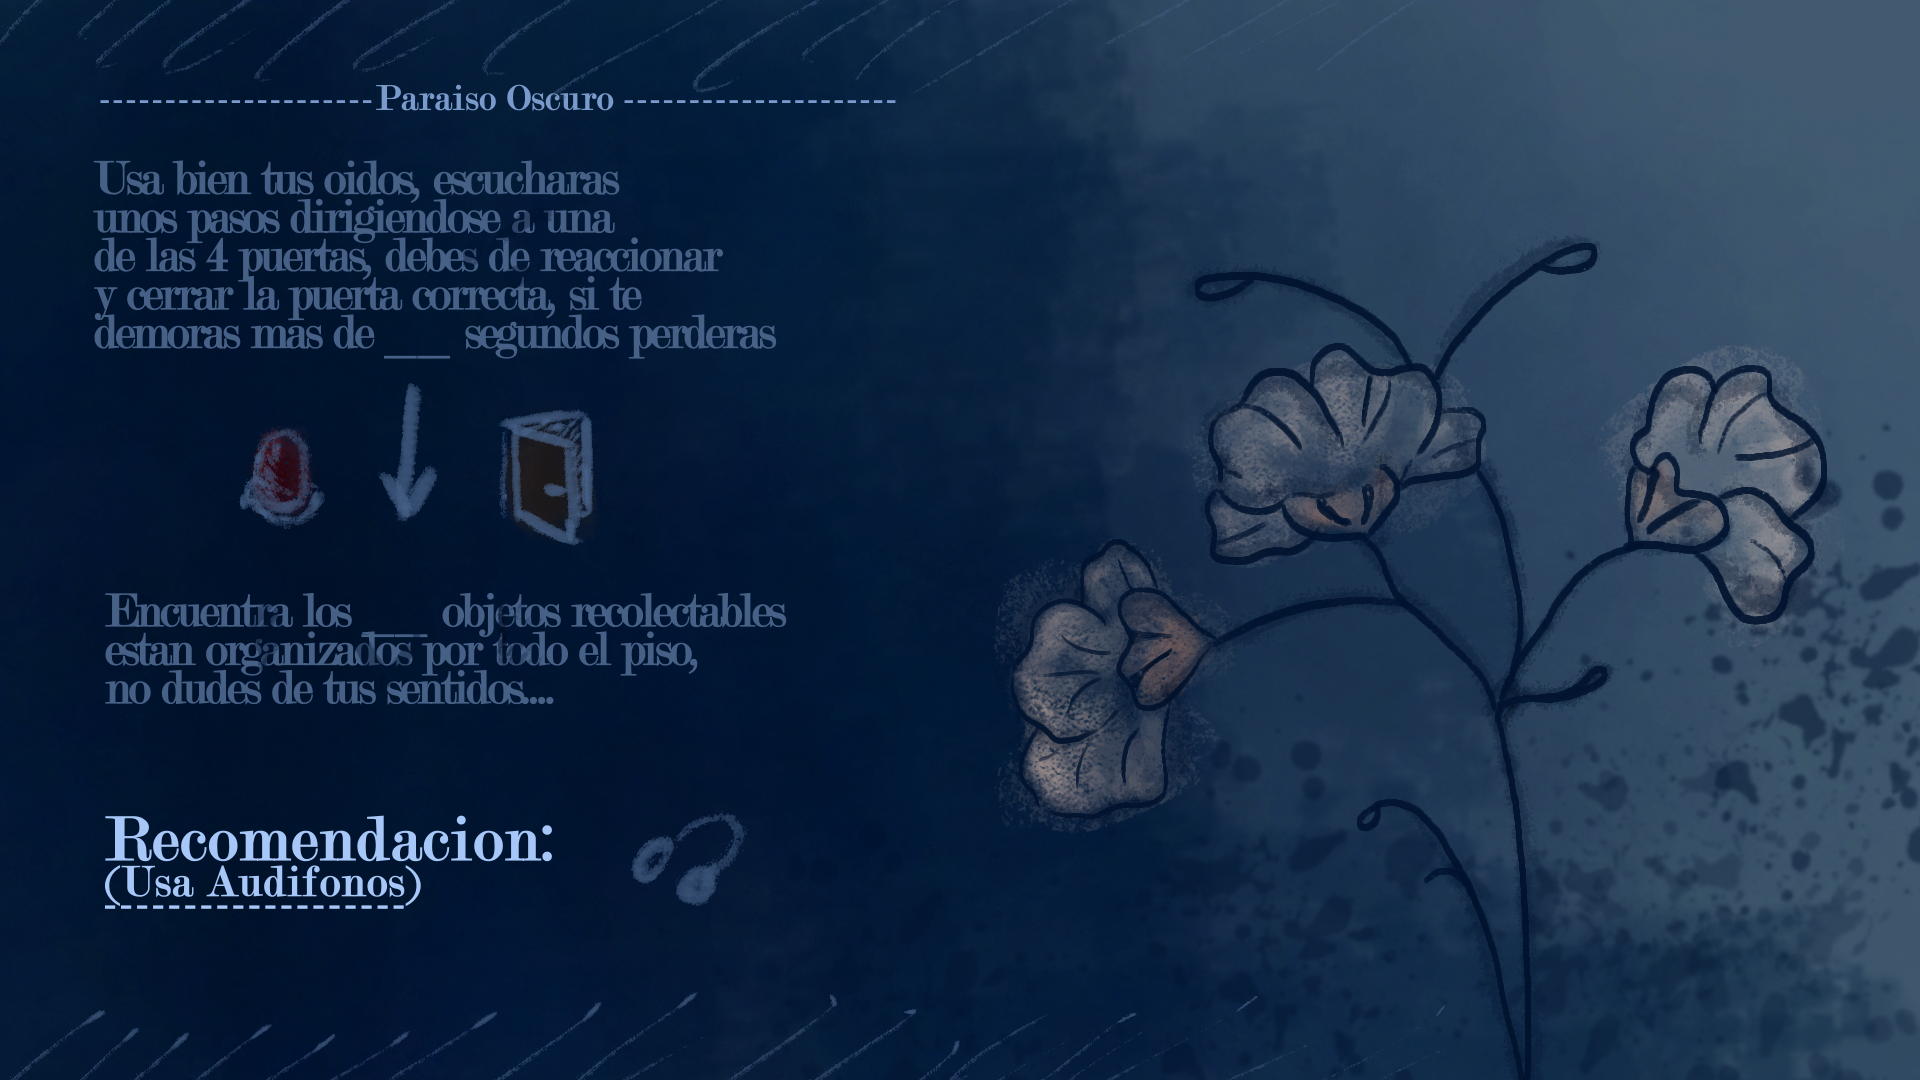 ---------------------Paraiso Oscuro ---------------------
Usa bien tus oidos, escucharas
unos pasos dirigiendose a una
de las 4 puertas, debes de reaccionar
y cerrar la puerta correcta, si te
demoras mas de ___ segundos perderas
Encuentra los ___ objetos recolectables
estan organizados por todo el piso,
no dudes de tus sentidos....
Recomendacion:
(Usa Audifonos)